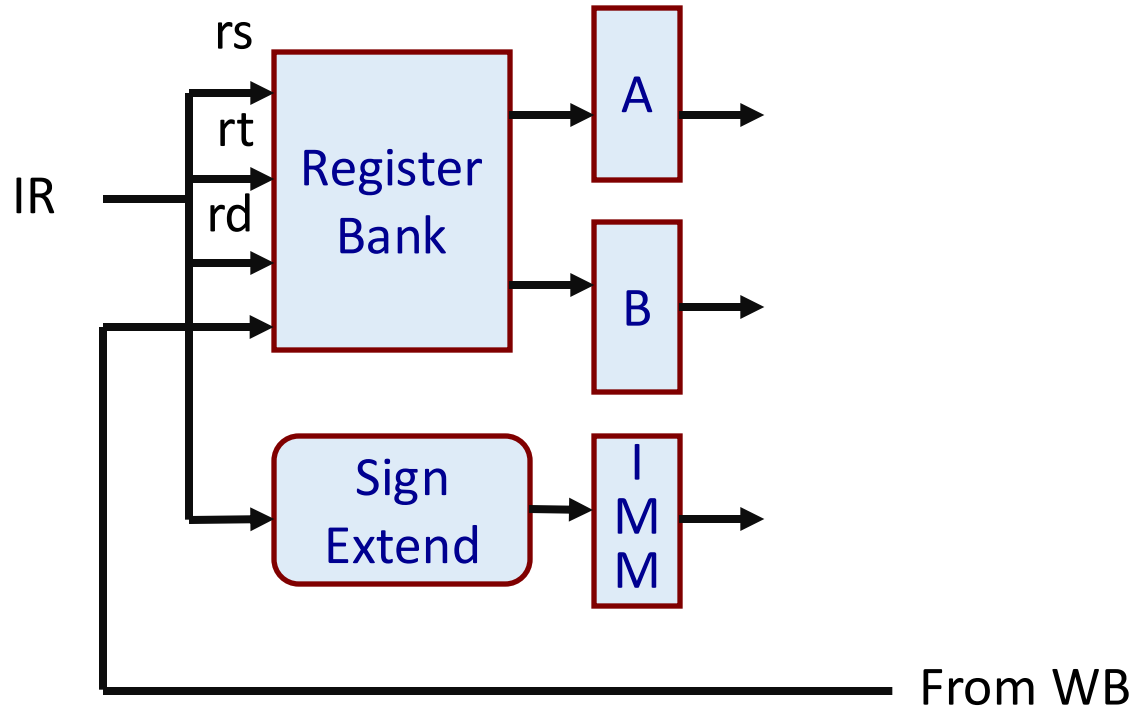 rs
rt
rd
IR
Register
Bank
A
B
Sign
Extend
I
M
M
From WB